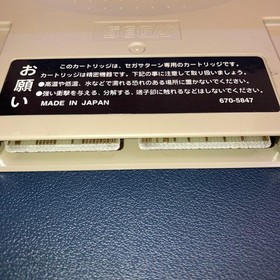 SEGA
お願い
このカートリッジは、セガサターン専用のカートリッジです。
カートリッジは精密機器です。下記の事に注意して取り扱いましょう。
●高温や低温、水などで濡れる恐れのある場所に置かないでください。
●強い衝撃を与える、分解する、端子部に触れるなどはしないでください。
MADE IN JAPAN 670-5847